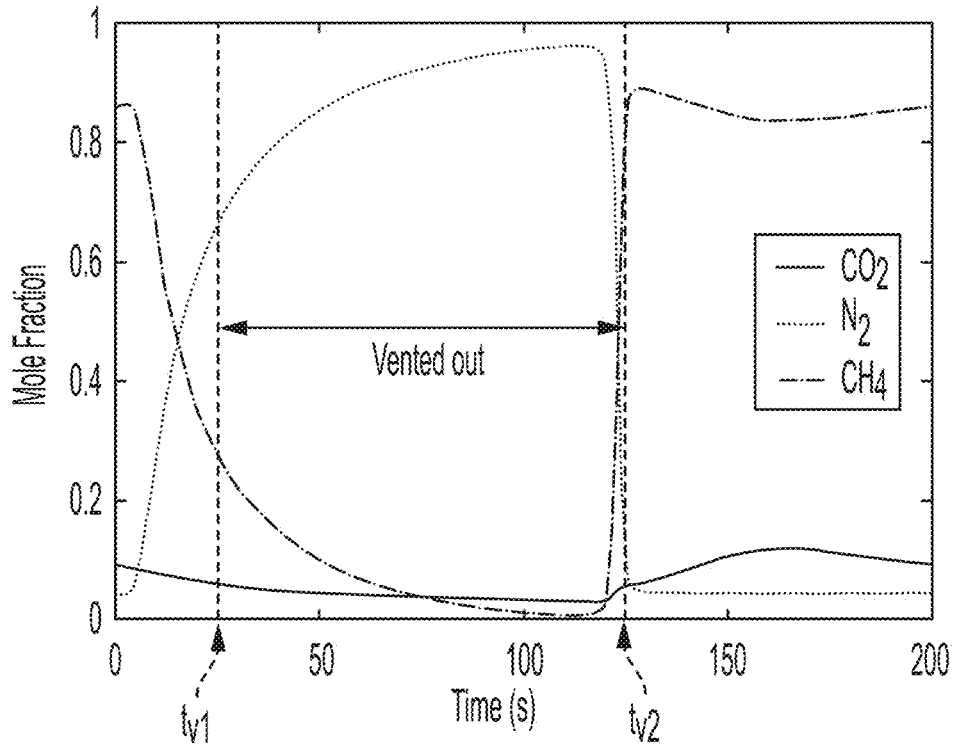 1
0.8
0.6
0.4
0.2
0
Mole Fraction
CO2
N2
CH4
Vented out
0 50 100 150 200
Time (s)
tv1
tv2